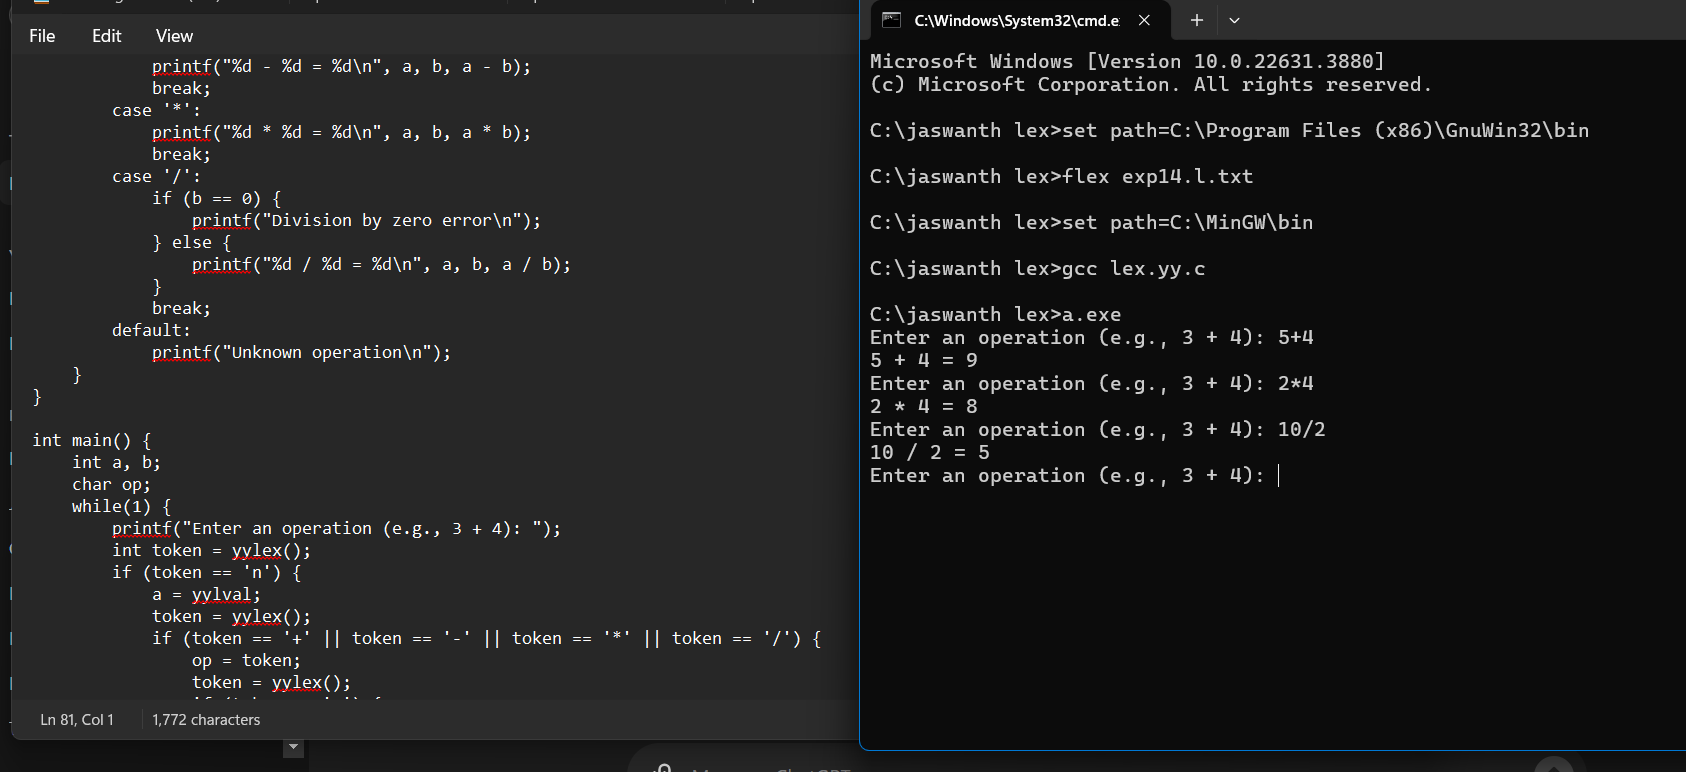 File Edit View
printf("%d - %d = %d\n", a, b, a - b);
break;
case '*':
printf("%d * %d = %d\n", a, b, a * b);
break;
case '/':
if (b == 0) {
printf("Division by zero error\n");
} else {
printf("%d / %d = %d\n", a, b, a / b);
}
break;
default:
printf("Unknown operation\n");
}
}
int main() {
int a, b;
char op;
while(1) {
printf("Enter an operation (e.g., 3 + 4): ");
int token = yylex();
if (token == 'n') {
a = yylval;
token = yylex();
if (token == '+' || token == '-' || token == '*' || token == '/') {
op = token;
token = yylex();
Ln 81, Col 1 1,772 characters
C:\Windows\System32\cmd.e
Microsoft Windows [Version 10.0.22631.3880]
(c) Microsoft Corporation. All rights reserved.
C:\jaswanth lex>set path=C:\Program Files (x86)\GnuWin32\bin
C:\jaswanth lex>flex exp14.l.txt
C:\jaswanth lex>set path=C:\MinGW\bin
C:\jaswanth lex>gcc lex.yy.c
C:\jaswanth lex>a.exe
Enter an operation (e.g., 3 + 4): 5+4
5 + 4 = 9
Enter an operation (e.g., 3 + 4): 2*4
2 * 4 = 8
Enter an operation (e.g., 3 + 4): 10/2
10 / 2 = 5
Enter an operation (e.g., 3 + 4):